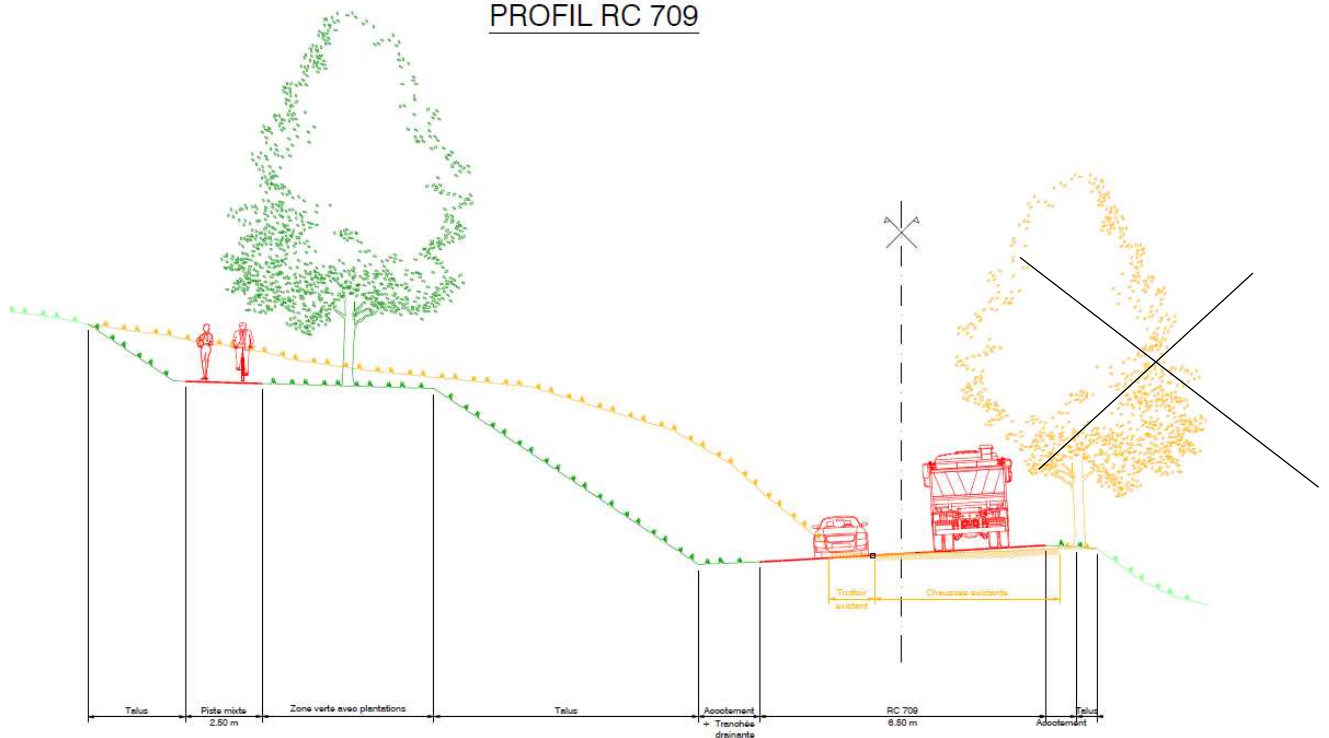 PROFIL RC 709
Trottoir
existant
Chaussée existante
Talus
Piste mixte
2.50 m
Zone verte avec plantations
Talus
Accotement
+ Tranchée
drainante
RC 709
6.50 m
Accotement
Talus